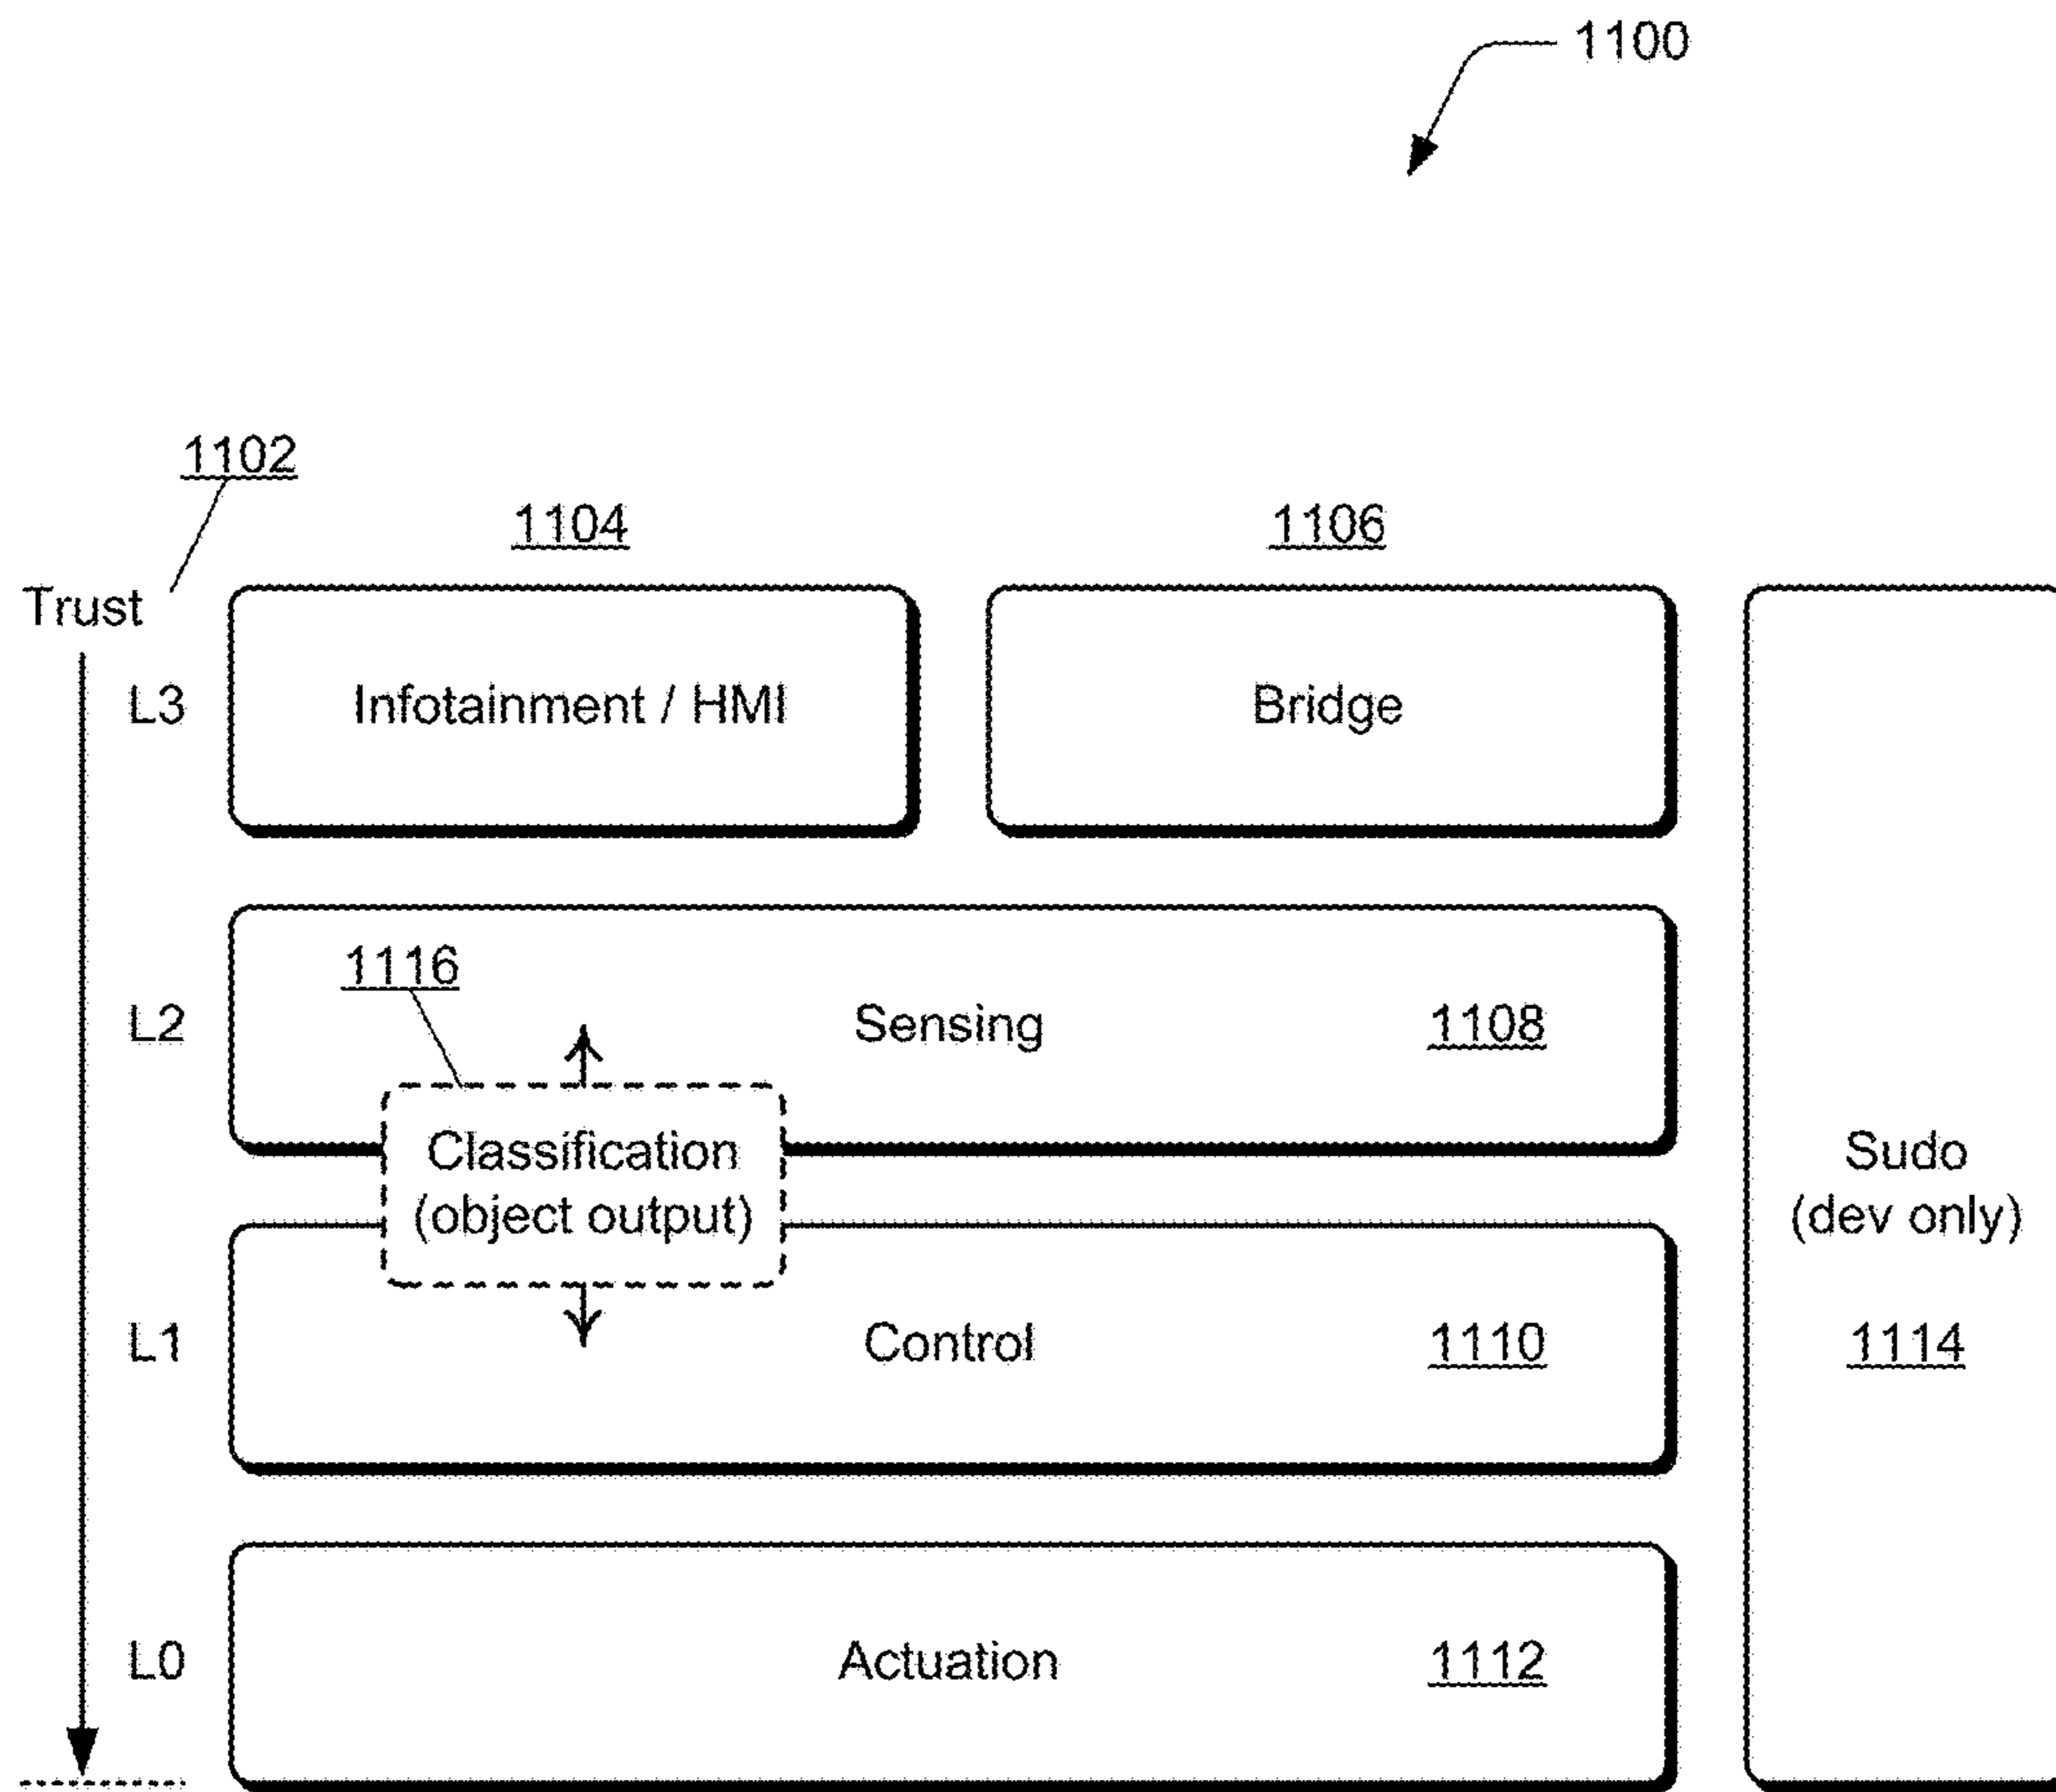 1100
1102
1104
1106
Trust
L3
Infotainment / HMI
Bridge
1116
L2
Sensing
1108
Classification
(object output)
Sudo
(dev only)
L1
Control
1110
1114
L0
Actuation
1112